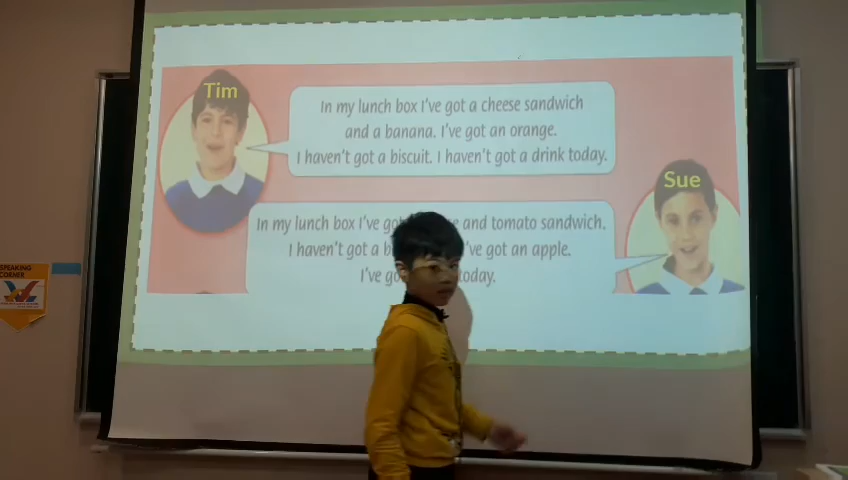 Tim
In my lunch box I've got a cheese sandwich
and a banana. I've got an orange.
I haven't got a biscuit. I haven't got a drink today.
Sue
In my lunch box I've got and tomato sandwich.
I haven't got a I've got an apple.
I've today.
SPEAKING
CORNER